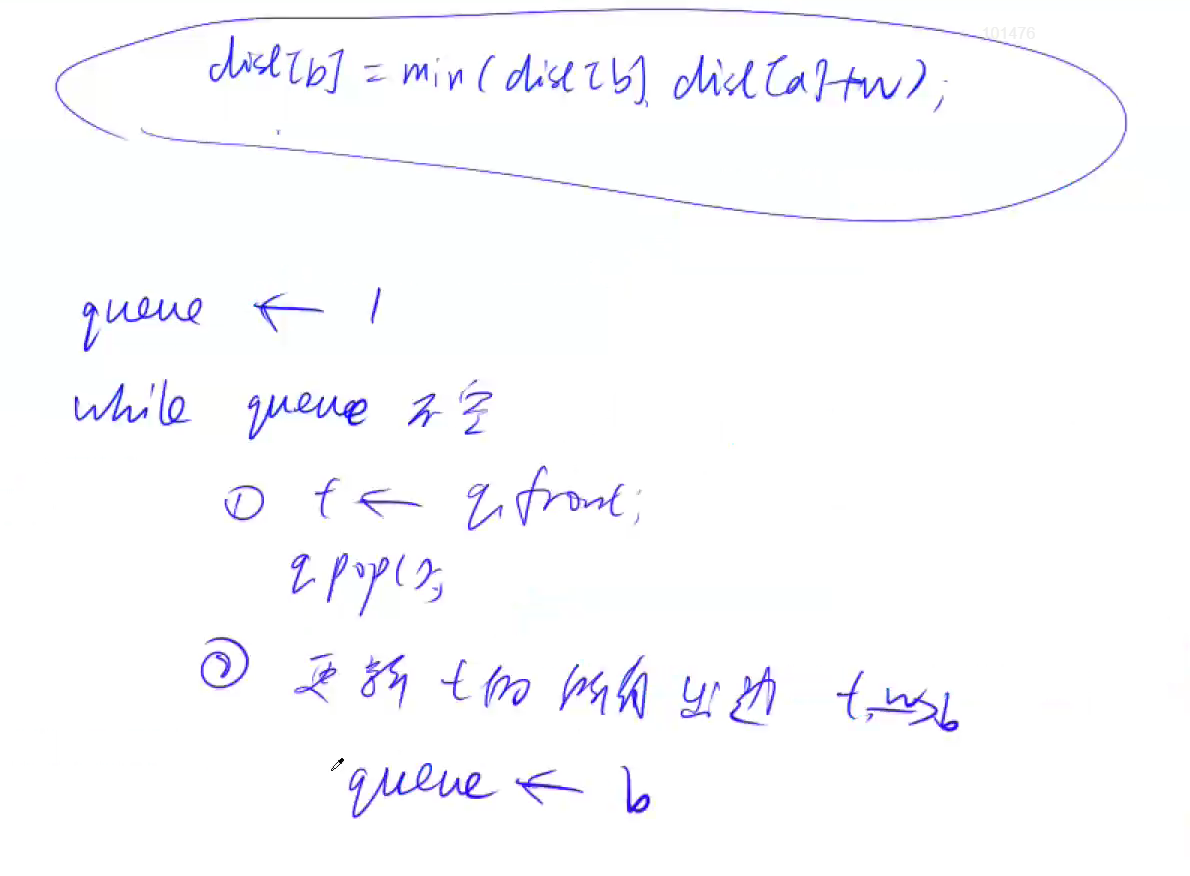 101476
dist[b] = min(dist[b], dist[a]+w);
queue ← 1
while queue 不空
① t ← q.front;
q.pop();
② 更新t的所有出边 t w→ b
queue ← b